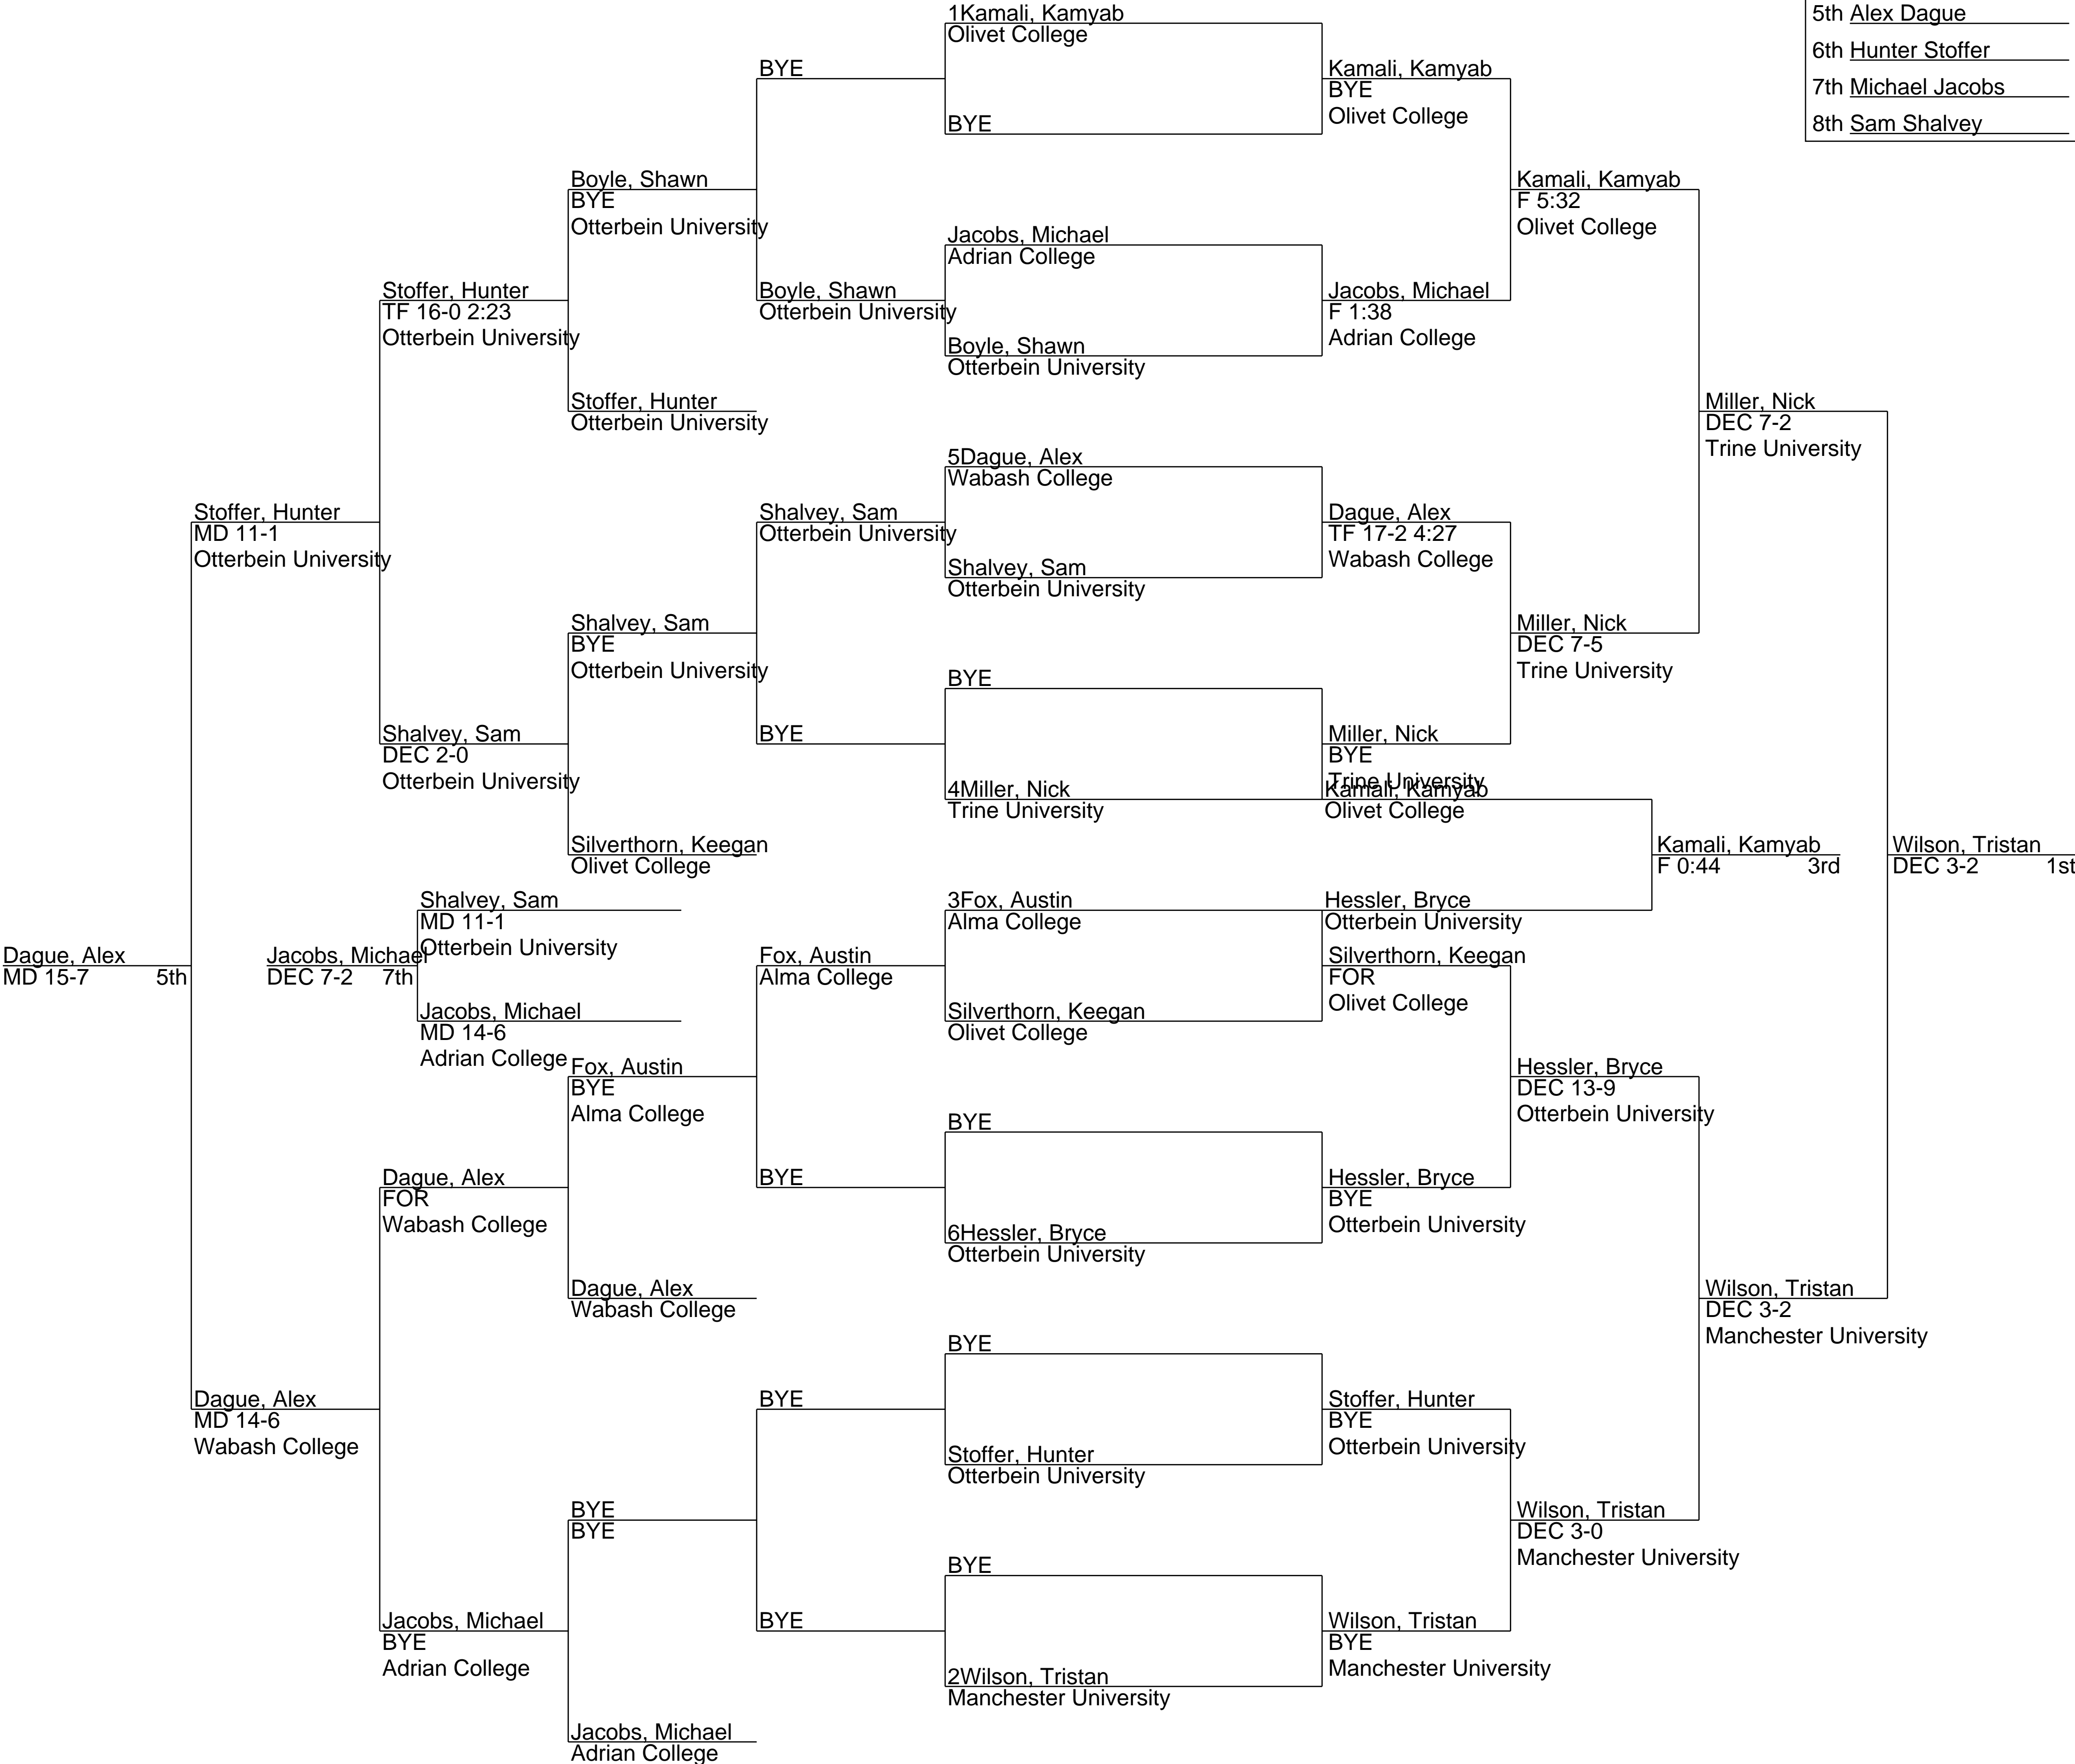 1Kamali, Kamyab
Olivet College
5th Alex Dague
6th Hunter Stoffer
7th Michael Jacobs
8th Sam Shalvey
BYE
Kamali, Kamyab
BYE
Olivet College
BYE
Boyle, Shawn
BYE
Otterbein University
Kamali, Kamyab
F 5:32
Olivet College
Jacobs, Michael
Adrian College
Stoffer, Hunter
TF 16-0 2:23
Otterbein University
Boyle, Shawn
Otterbein University
Jacobs, Michael
F 1:38
Adrian College
Boyle, Shawn
Otterbein University
Stoffer, Hunter
Otterbein University
Miller, Nick
DEC 7-2
Trine University
5Dague, Alex
Wabash College
Stoffer, Hunter
MD 11-1
Otterbein University
Shalvey, Sam
Otterbein University
Dague, Alex
TF 17-2 4:27
Wabash College
Shalvey, Sam
Otterbein University
Shalvey, Sam
BYE
Otterbein University
Miller, Nick
DEC 7-5
Trine University
BYE
Shalvey, Sam
DEC 2-0
Otterbein University
BYE
Miller, Nick
BYE
Trine University
4Miller, Nick
Trine University
Kamali, Kamyab
Olivet College
Silverthorn, Keegan
Olivet College
Kamali, Kamyab
F 0:44 3rd
Wilson, Tristan
DEC 3-2 1st
Shalvey, Sam
MD 11-1
Otterbein University
3Fox, Austin
Alma College
Hessler, Bryce
Otterbein University
Dague, Alex
MD 15-7 5th
Jacobs, Michael
DEC 7-2 7th
Fox, Austin
Alma College
Silverthorn, Keegan
FOR
Olivet College
Jacobs, Michael
MD 14-6
Adrian College
Silverthorn, Keegan
Olivet College
Fox, Austin
BYE
Alma College
Hessler, Bryce
DEC 13-9
Otterbein University
BYE
Dague, Alex
FOR
Wabash College
BYE
Hessler, Bryce
BYE
Otterbein University
6Hessler, Bryce
Otterbein University
Dague, Alex
Wabash College
Wilson, Tristan
DEC 3-2
Manchester University
BYE
Dague, Alex
MD 14-6
Wabash College
BYE
Stoffer, Hunter
BYE
Otterbein University
Stoffer, Hunter
Otterbein University
BYE
BYE
Wilson, Tristan
DEC 3-0
Manchester University
BYE
Jacobs, Michael
BYE
Adrian College
BYE
Wilson, Tristan
BYE
Manchester University
2Wilson, Tristan
Manchester University
Jacobs, Michael
Adrian College